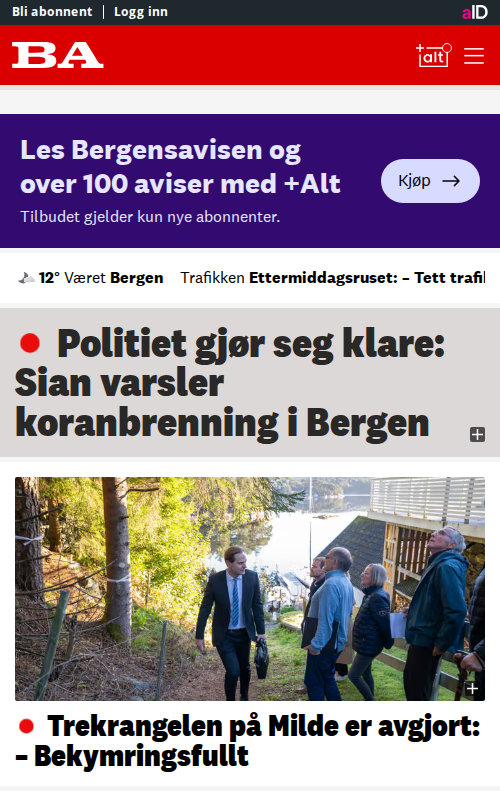 Bli abonnent | Logg inn aID
BA +alt
Les Bergensavisen og
over 100 aviser med +Alt
Kjøp →
Tilbudet gjelder kun nye abonnenter.
12° Været Bergen Trafikken Ettermiddagsruset: – Tett trafi
Politiet gjør seg klare:
Sian varsler
koranbrenning i Bergen
Trekrangelen på Milde er avgjort:
– Bekymringsfullt